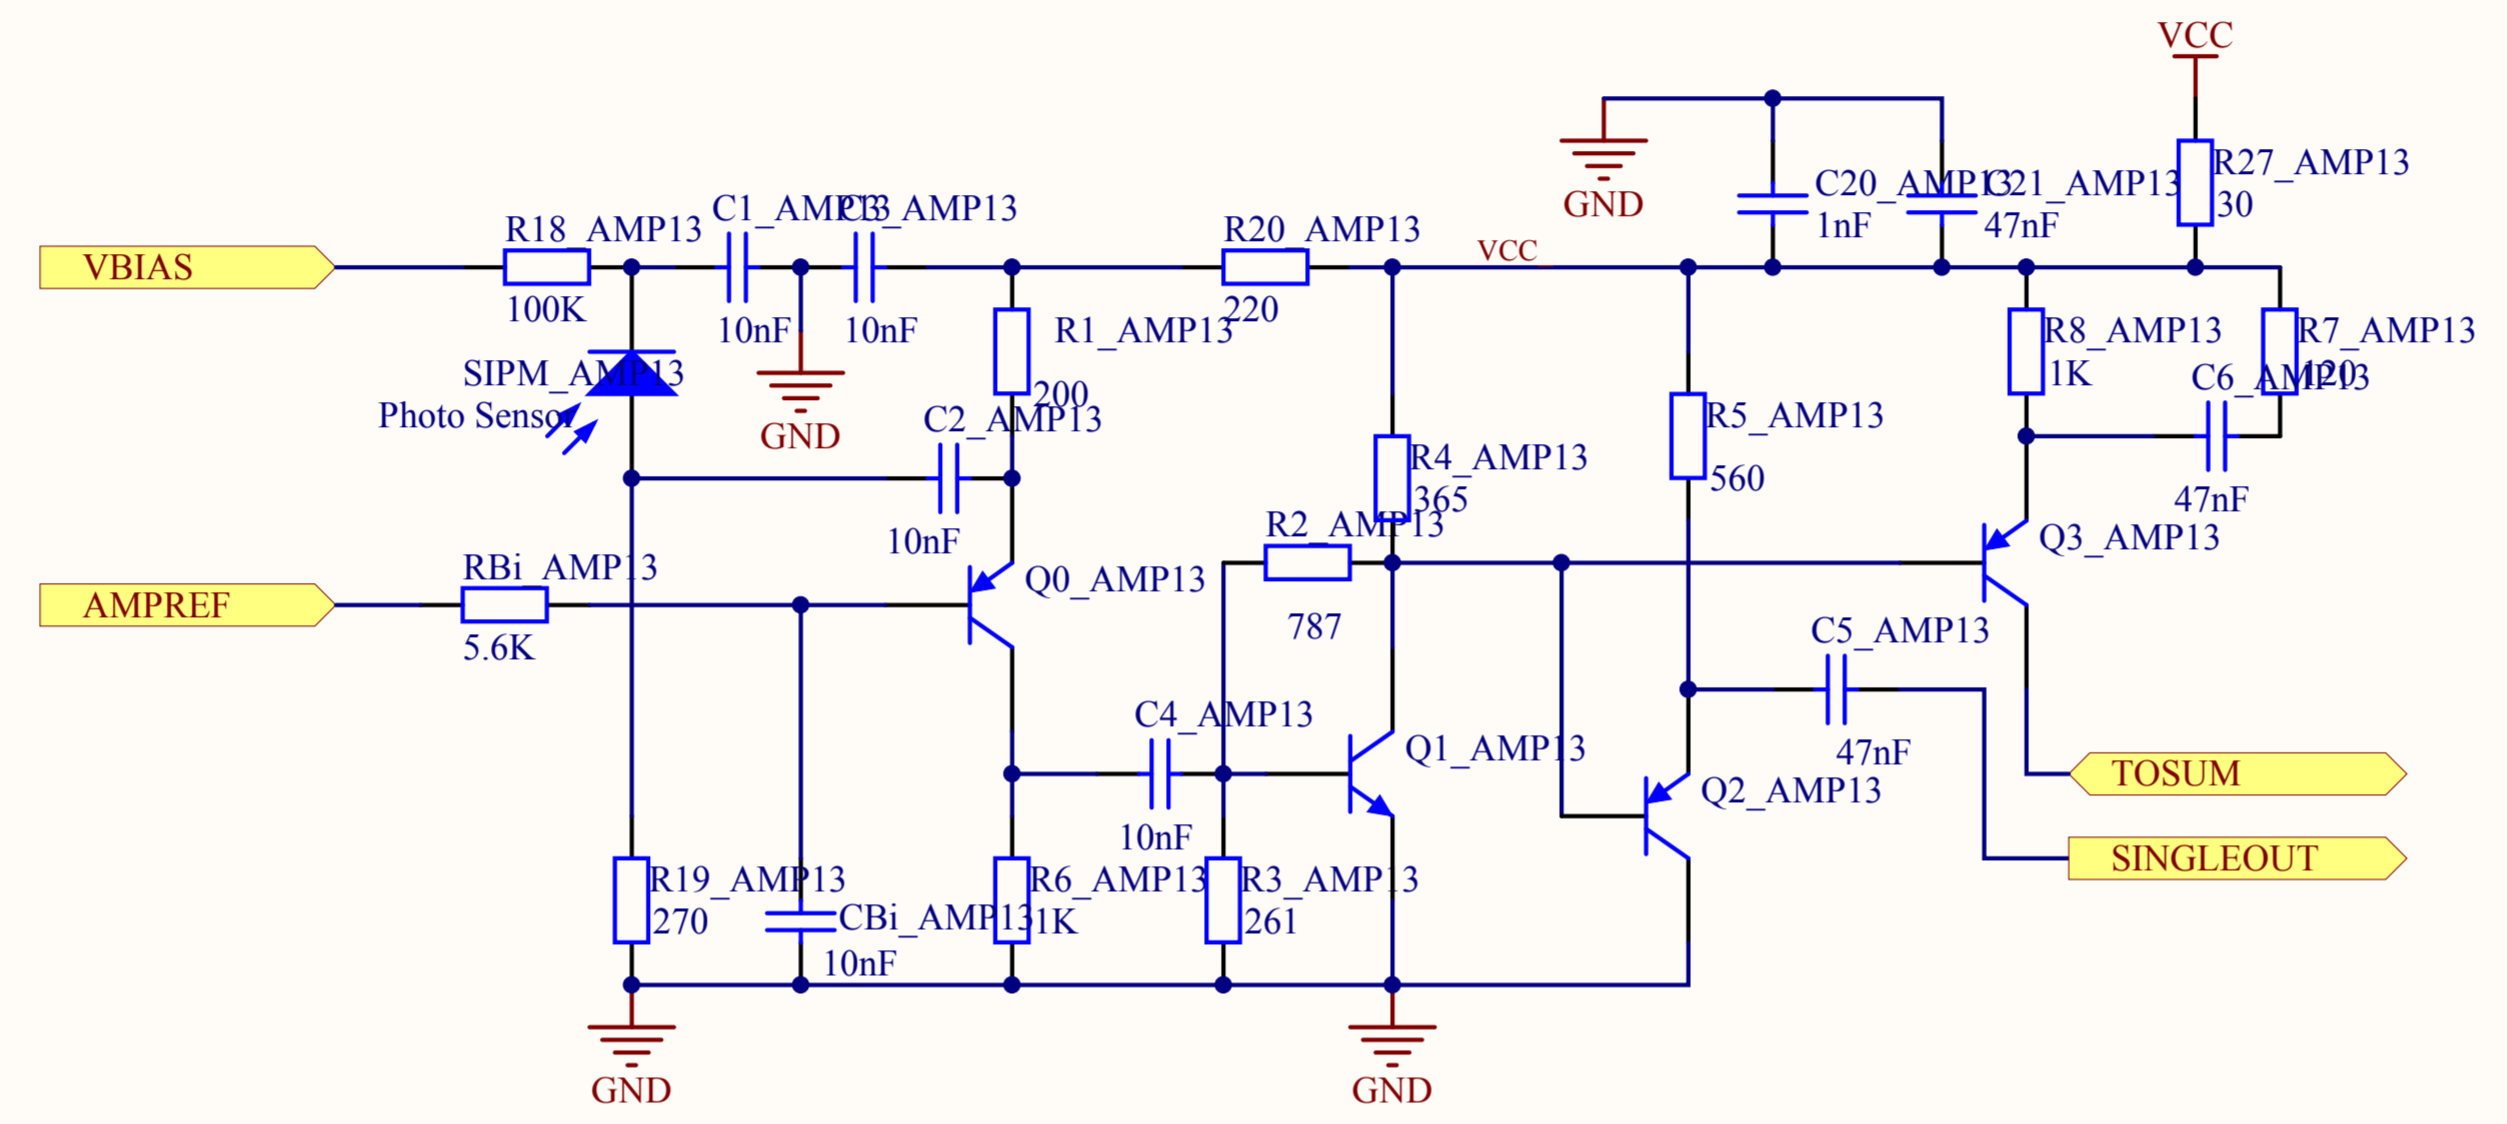 VCC
R27_AMP13
30
C20_AMP13
1nF
C21_AMP13
47nF
GND
C1_AMP13
10nF
C3_AMP13
10nF
R18_AMP13
100K
R20_AMP13
220
VCC
VBIAS
R1_AMP13
200
R8_AMP13
1K
R7_AMP13
120
SIPM_AMP13
Photo Sensor
C6_AMP13
47nF
GND
C2_AMP13
10nF
R5_AMP13
560
R4_AMP13
365
R2_AMP13
787
Q3_AMP13
RBi_AMP13
5.6K
Q0_AMP13
AMPREF
C5_AMP13
47nF
C4_AMP13
10nF
Q1_AMP13
Q2_AMP13
TOSUM
SINGLEOUT
R19_AMP13
270
CBi_AMP13
10nF
R6_AMP13
1K
R3_AMP13
261
GND
GND